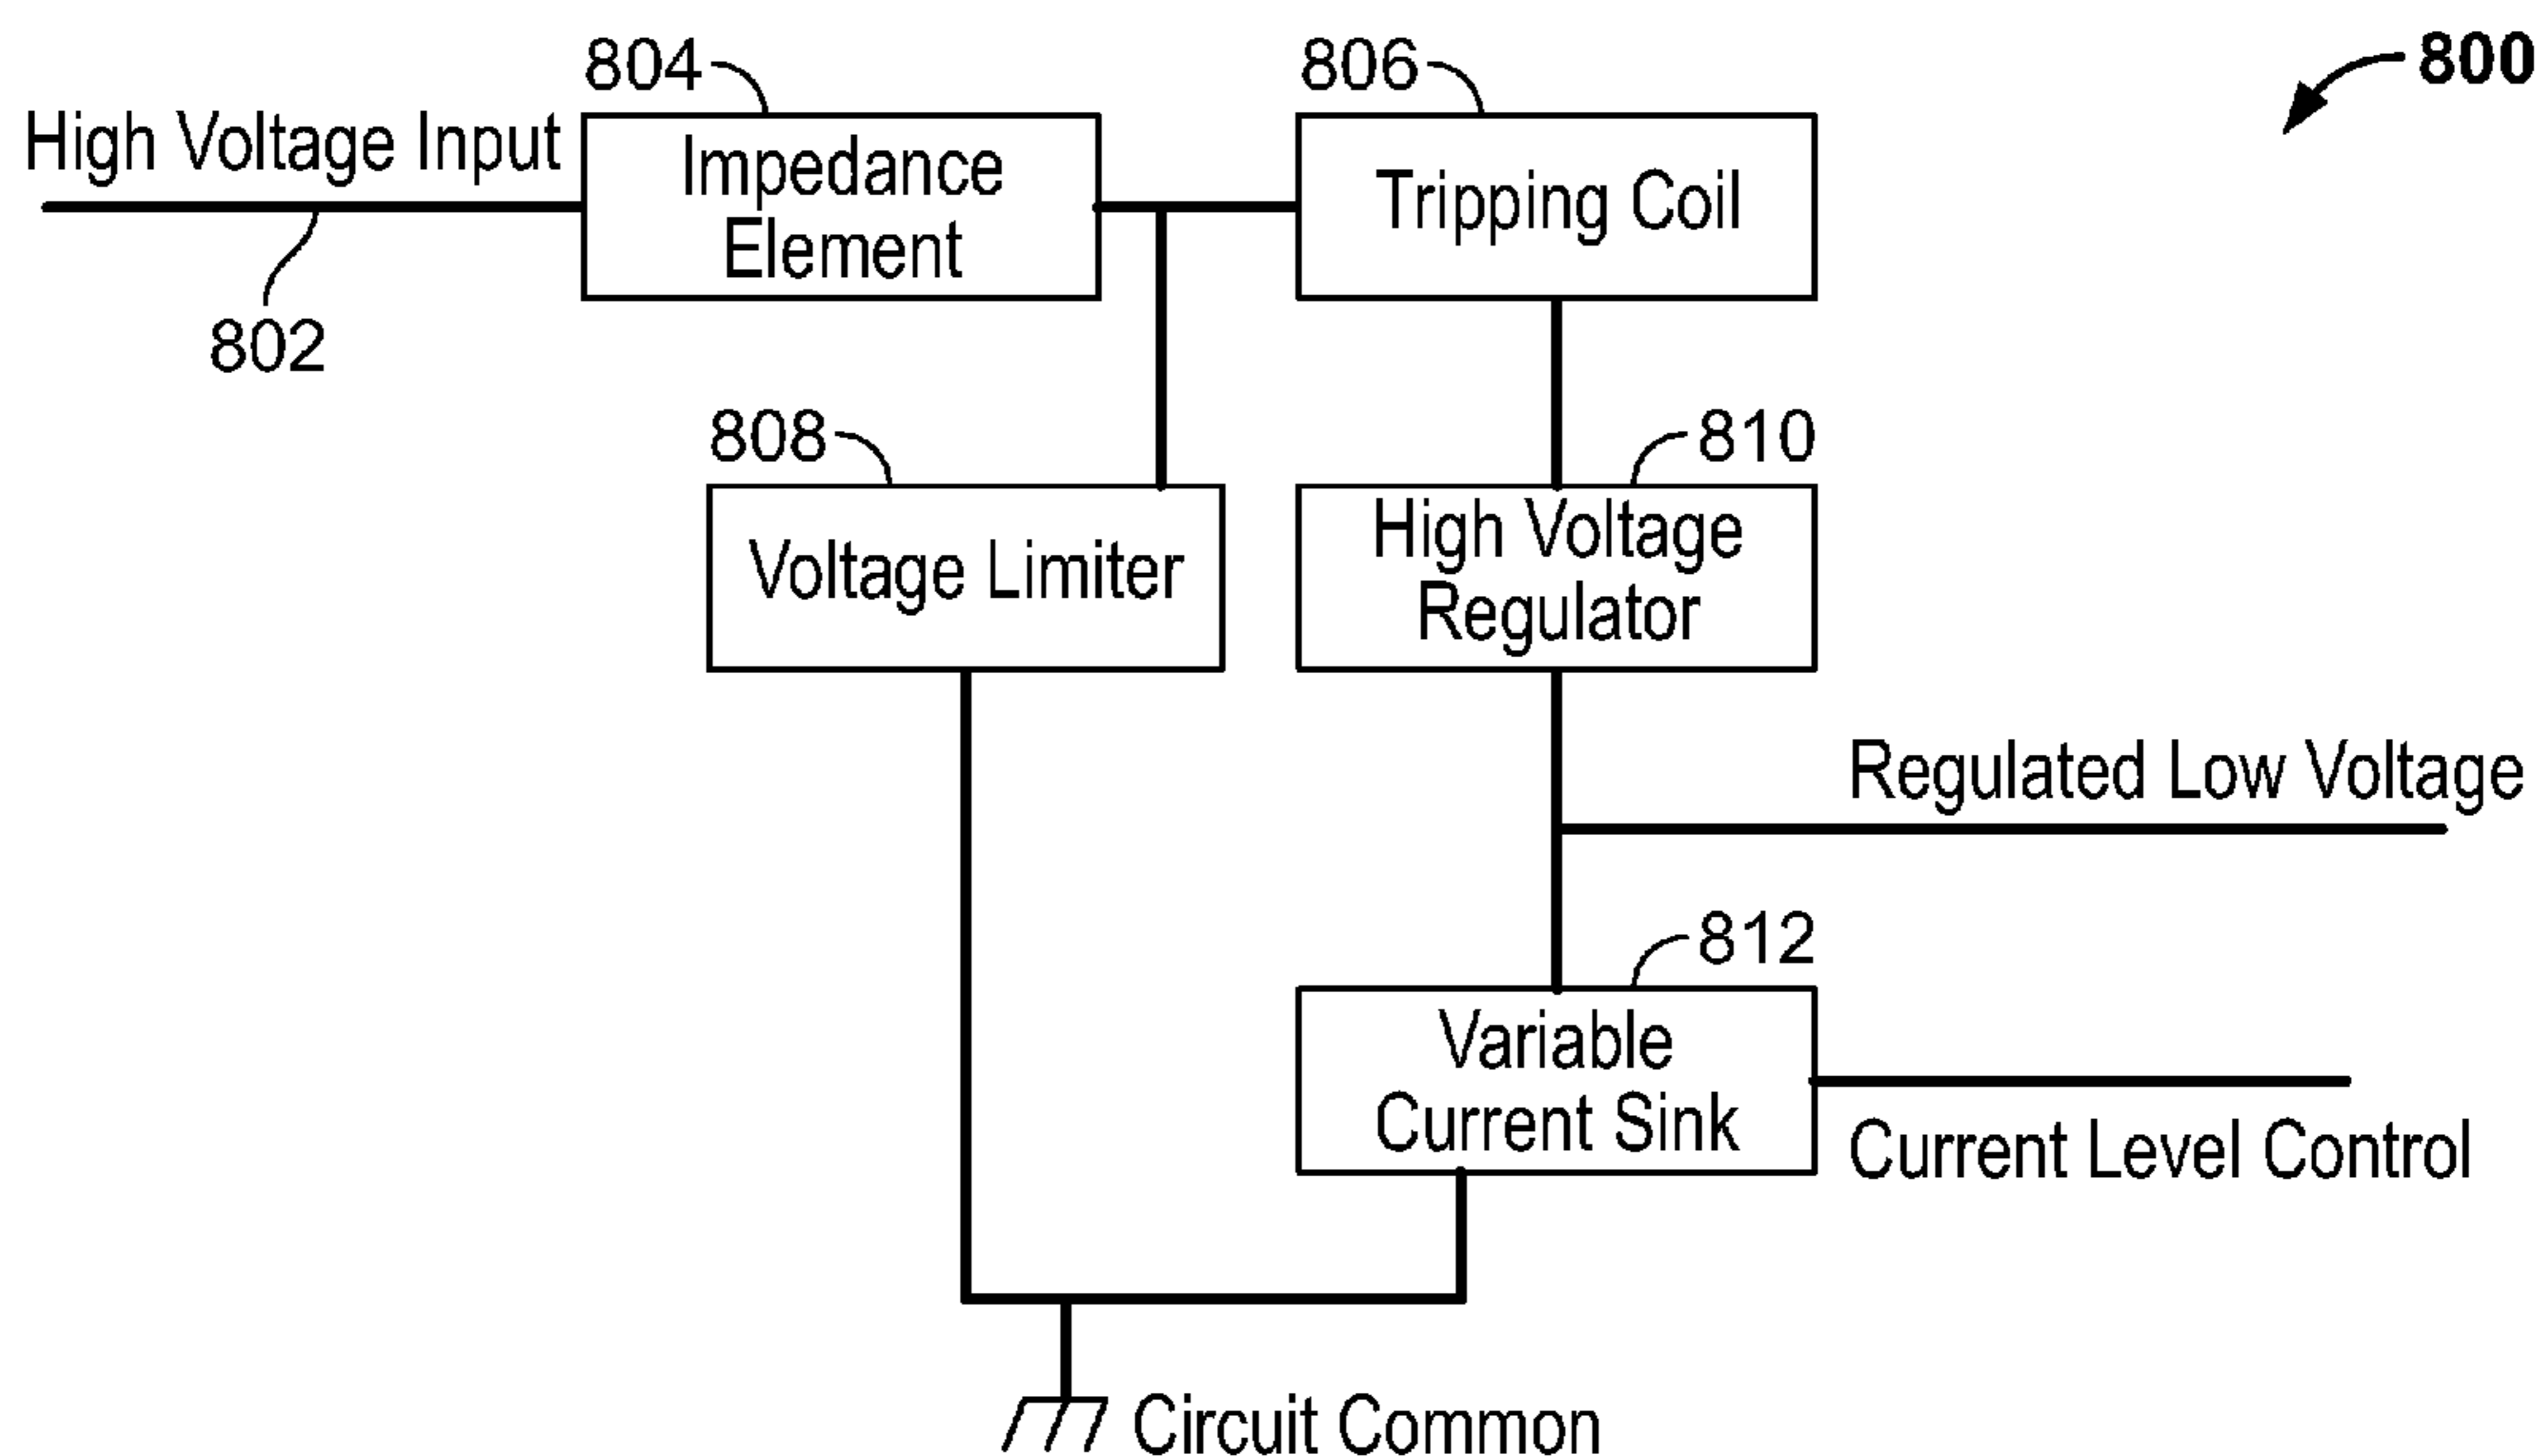 804
806
800
High Voltage Input
Impedance
Element
Tripping Coil
802
808
810
Voltage Limiter
High Voltage
Regulator
Regulated Low Voltage
812
Variable
Current Sink
Current Level Control
Circuit Common